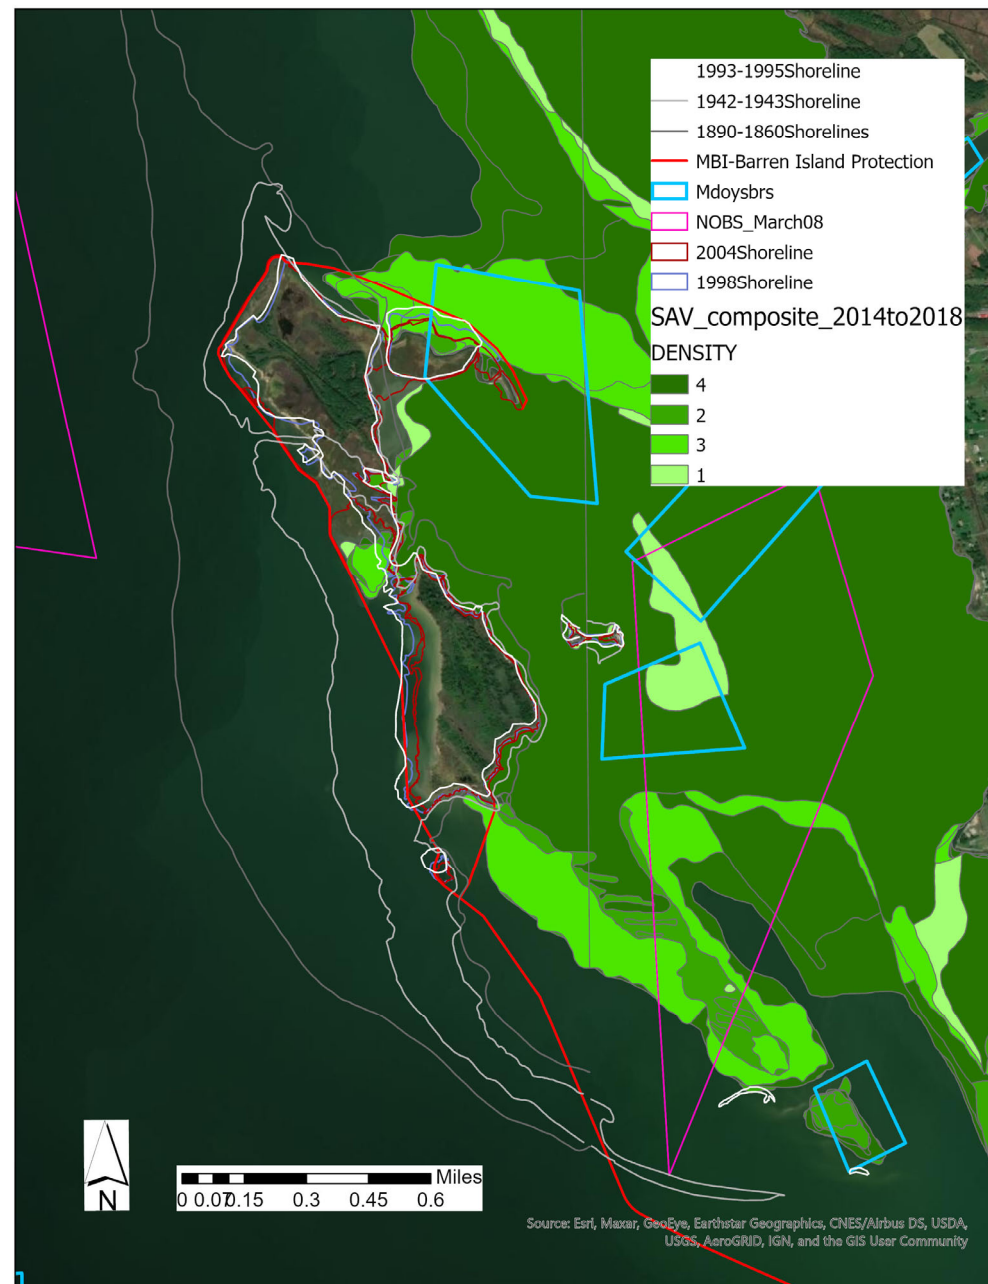 1993-1995Shoreline
1942-1943Shoreline
1890-1860Shorelines
MBI-Barren Island Protection
Mdoysbrs
NOBS_March08
2004Shoreline
1998Shoreline
SAV_composite_2014to2018
DENSITY
4
2
3
1
N
Miles
0 0.070.15 0.3 0.45 0.6
Source: Esri, Maxar, GeoEye, Earthstar Geographics, CNES/Airbus DS, USDA,
USGS, AeroGRID, IGN, and the GIS User Community
1